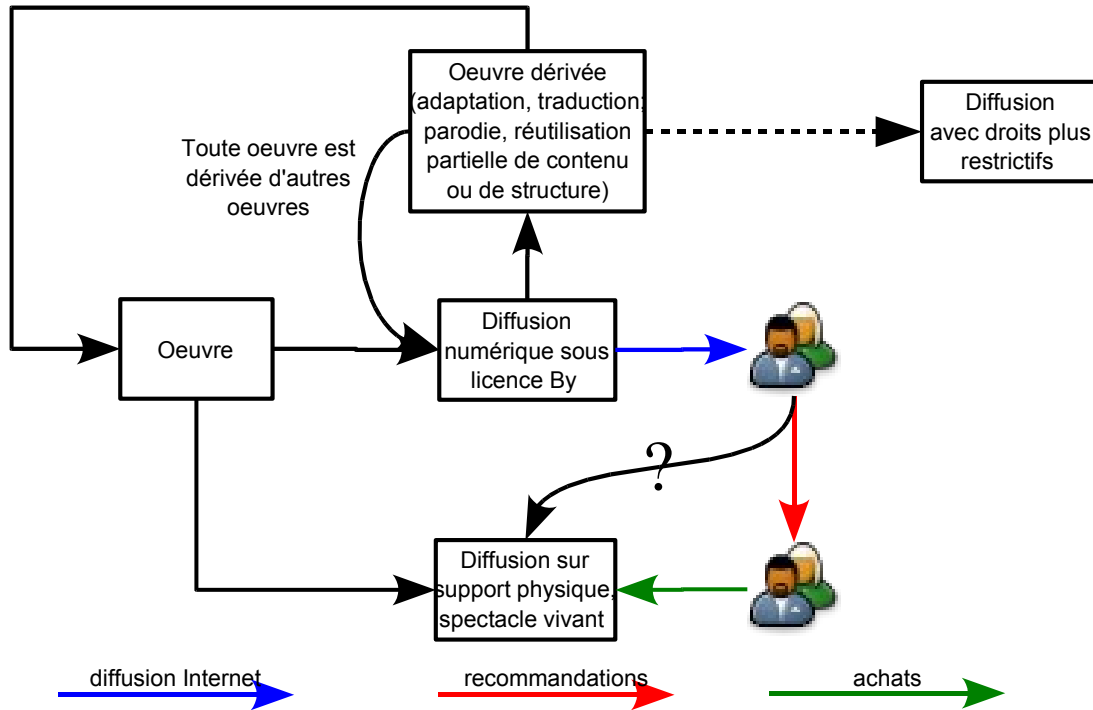 Oeuvre dérivée
(adaptation, traduction;
parodie, réutilisation
partielle de contenu
ou de structure)
Diffusion
avec droits plus
restrictifs
Toute oeuvre est
dérivée d'autres
oeuvres
Oeuvre
Diffusion
numérique sous
licence By
?
Diffusion sur
support physique,
spectacle vivant
diffusion Internet
recommandations
achats